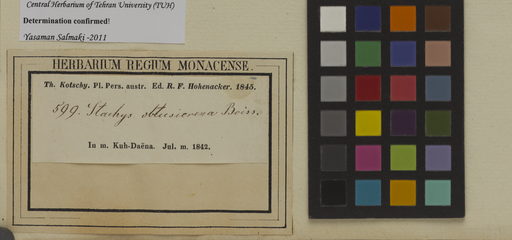 Central Herbarium of Tehran University (TUH)
Determination confirmed!
Yasaman Salmaki -2011
HERBARIUM REGIUM MONACENSE.
Th. Kotschy. Pl. Pers. austr. Ed. R. F. Hohenacker. 1845.
599. Stachys obtusicrena Boiss.
In m. Kuh-Daëna. Jul. m. 1842.